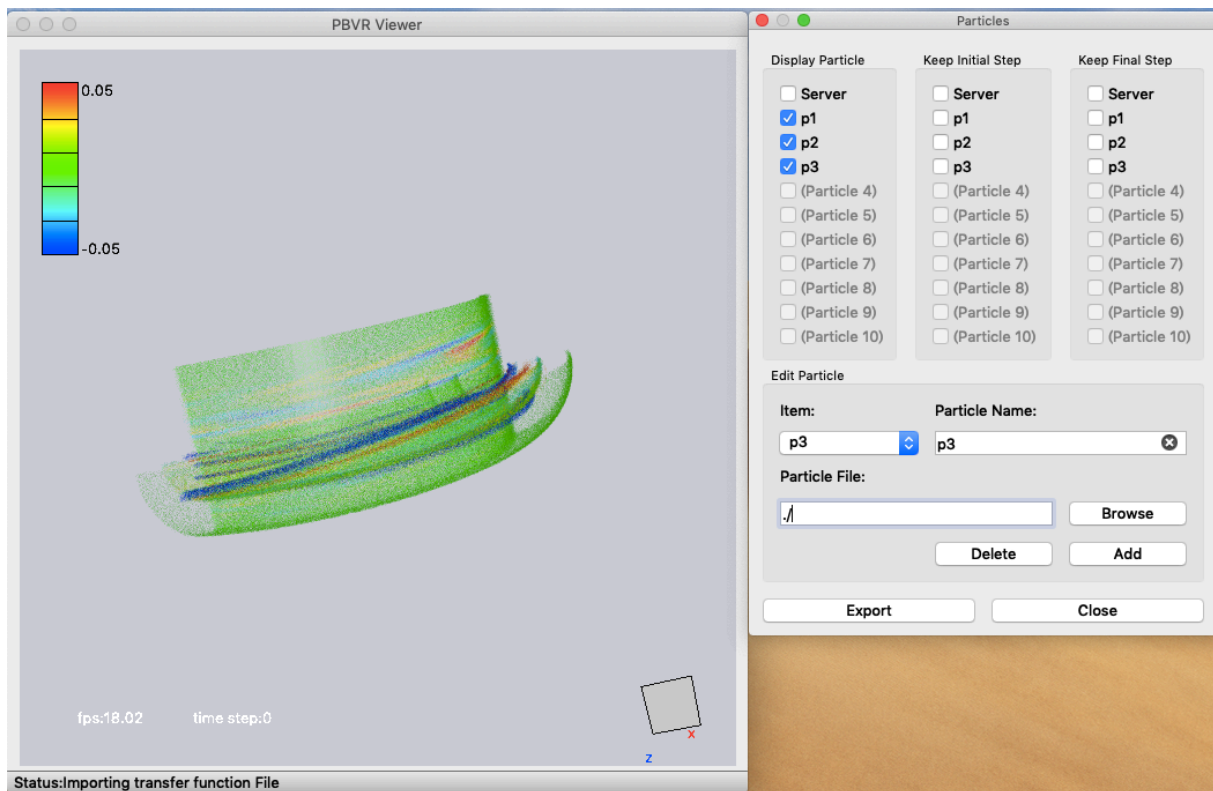 PBVR Viewer
0.05
-0.05
fps:18.02 time step:0
x
z
Status:Importing transfer function File
Particles
Display Particle Keep Initial Step Keep Final Step
Server Server Server
p1 p1 p1
p2 p2 p2
p3 p3 p3
(Particle 4) (Particle 4) (Particle 4)
(Particle 5) (Particle 5) (Particle 5)
(Particle 6) (Particle 6) (Particle 6)
(Particle 7) (Particle 7) (Particle 7)
(Particle 8) (Particle 8) (Particle 8)
(Particle 9) (Particle 9) (Particle 9)
(Particle 10) (Particle 10) (Particle 10)
Edit Particle
Item: Particle Name:
p3 p3
Particle File:
./ Browse
Delete Add
Export Close